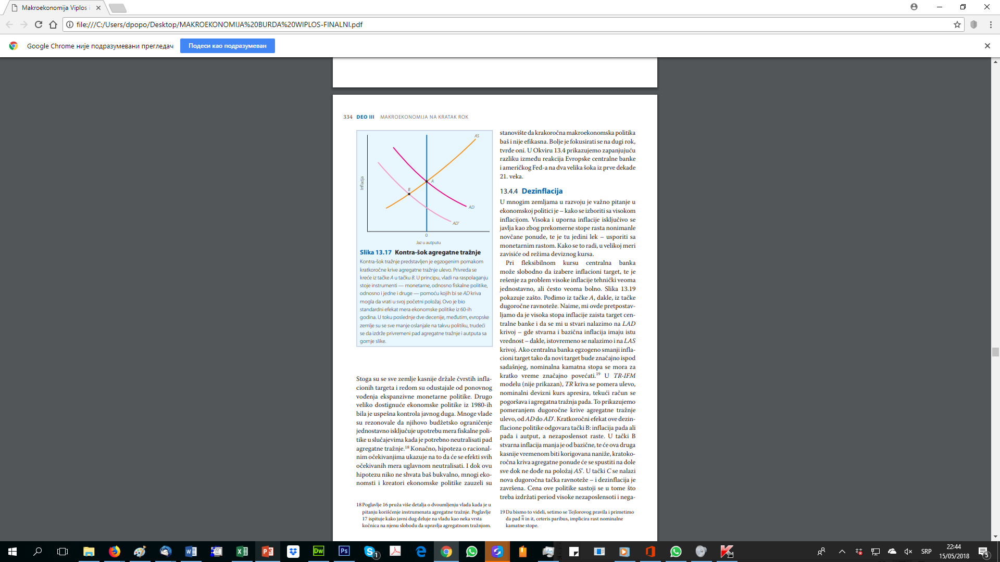 Makroekonomija Viplos i
file:///C:/Users/dpopo/Desktop/MAKROEKONOMIJA%20BURDA%20WIPLOS-FINALNI.pdf
Google Chrome није подразумевани прегледач
Подеси као подразумеван
334 DEO III MAKROEKONOMIJA NA KRATAK ROK
Inflacija
AS
A
B
AD
AD'
0
Jaz u autputu
Slika 13.17 Kontra-šok agregatne tražnje
Kontra-šok tražnje predstavljen je egzogenim pomakom
kratkoročne krive agregatne tražnje ulevo. Privreda se
kreće iz tačke A u tačku B. U principu, vladi na raspolaganju
stoje instrumenti — monetarne, odnosno fiskalne politike,
odnosno i jedne i druge — pomoću kojih bi se AD kriva
mogla da vrati u svoj početni položaj. Ovo je bio
standardni efekat mera ekonomske politike iz 60-ih
godina. U toku poslednje dve decenije, međutim, evropske
zemlje su se sve manje oslanjale na takvu politiku, trudeći
se da izdrže privremeni pad agregatne tražnje i autputa sa
gornje slike.
Stoga su se sve zemlje kasnije držale čvrstih infla-
cionih targeta i redom su odustajale od ponovnog
vođenja ekspanzivne monetarne politike. Drugo
veliko dostignuće ekonomske politike iz 1980-ih
bila je uspešna kontrola javnog duga. Mnoge vlade
su rezonovale da njihovo budžetsko ograničenje
jednostavno isključuje upotrebu mera fiskalne poli-
tike u slučajevima kada je potrebno neutralisati pad
agregatne tražnje.18 Konačno, hipoteza o racional-
nim očekivanjima ukazuje na to da će se efekti svih
očekivanih mera uglavnom neutralisati. I dok ovu
hipotezu niko ne shvata baš bukvalno, mnogi eko-
nomsti i kreatori ekonomske politike zauzeli su
18 Poglavlje 16 pruža više detalja o dvoumljenju vlada kada je u
pitanju korišćenje instrumenata agregatne tražnje. Poglavlje
17 ispituje kako javni dug deluje na vladu kao neka vrsta
kočnica na njenu slobodu da upravlja agregatnom tražnjom.
stanovište da krakoročna makroekonomska politika
baš i nije efikasna. Bolje je fokusirati se na dugi rok,
tvrde oni. U Okviru 13.4 prikazujemo zapanjujuću
razliku između reakcija Evropske centralne banke
i američkog Fed-a na dva velika šoka iz prve dekade
21. veka.
13.4.4 Dezinflacija
U mnogim zemljama u razvoju je važno pitanje u
ekonomskoj politici je – kako se izboriti sa visokom
inflacijom. Visoka i uporna inflacije isključivo se
javlja kao zbog prekomerne stope rasta nonimanle
novčane ponude, te je tu jedini lek – usporiti sa
monetarnim rastom. Kako se to radi, u velikoj meri
zavisiće od režima deviznog kursa.
Pri fleksibilnom kursu centralna banka
može slobodno da izabere inflacioni target, te je
rešenje za problem visoke inflacije tehnički veoma
jednostavno, ali često veoma bolno. Slika 13.19
pokazuje zašto. Pođimo iz tačke A, dakle, iz tačke
dugoročne ravnoteže. Naime, mi ovde pretpostav-
ljamo da je visoka stopa inflacije zaista target cen-
tralne banke i da se mi u stvari nalazimo na LAD
krivoj – gde stvarna i bazična inflacija imaju istu
vrednost – dakle, istovremeno se nalazimo i na LAS
krivoj. Ako centralna banka egzogeno smanji infla-
cioni target tako da novi target bude značajno ispod
sadašnjeg, nominalna kamatna stopa se mora za
kratko vreme značajno povećati.19 U TR-IFM
modelu (nije prikazan), TR kriva se pomera ulevo,
nominalni devizni kurs apresira, tekući račun se
pogoršava i agregatna tražnja pada. To prikazujemo
pomeranjem dugoročne krive agregatne tražnje
ulevo, od AD do AD'. Kratkoročni efekat ove dezin-
flacione politike odgovara tački B: inflacija pada ali
pada i autput, a nezaposlensot raste. U tački B
stvarna inflacija manja je od bazične, te će ova druga
kasnije vremenom biti korigovana naniže, kratoko-
ročna kriva agregatne ponude će se spustiti na dole
sve dok ne dođe na položaj AS'. U tački C se nalazi
nova dugoročna tačka ravnoteže – i dezinflacija je
završena. Cena ove politike sastoji se u tome što
treba izdržati period visoke nezaposlensoti i nega-
19 Da bismo to videli, setimo se Tejlorovog pravila i primetimo
da pad π̅ in it, ceteris paribus, implicira rast nominalne
kamatne stope.
SRP
22:44
15/05/2018